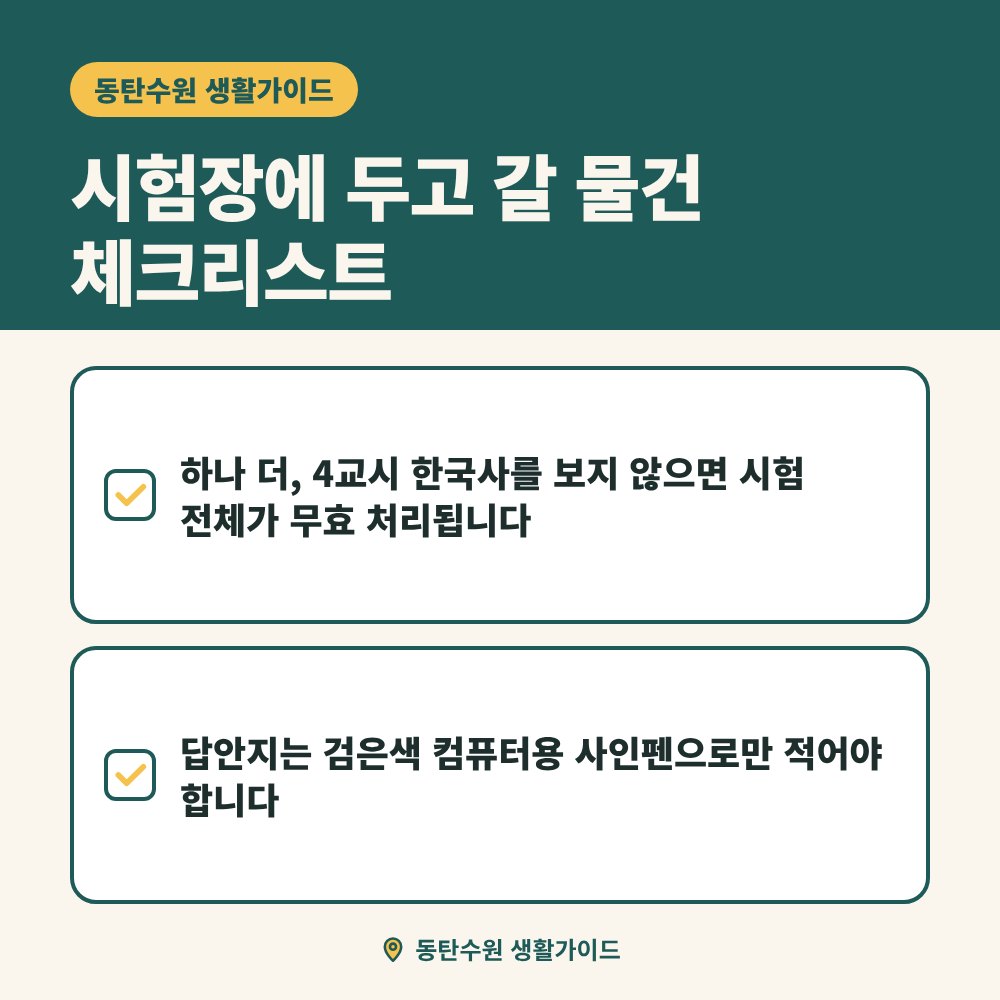 동탄수원 생활가이드
시험장에 두고 갈 물건
체크리스트
하나 더, 4교시 한국사를 보지 않으면 시험
전체가 무효 처리됩니다
답안지는 검은색 컴퓨터용 사인펜으로만 적어야
합니다
동탄수원 생활가이드